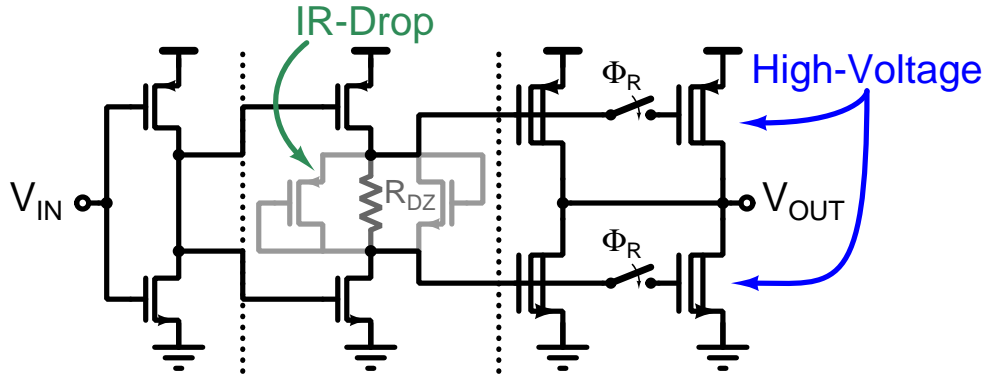 IR-Drop
Φ_R
High-Voltage
V_IN
R_DZ
V_OUT
Φ_R